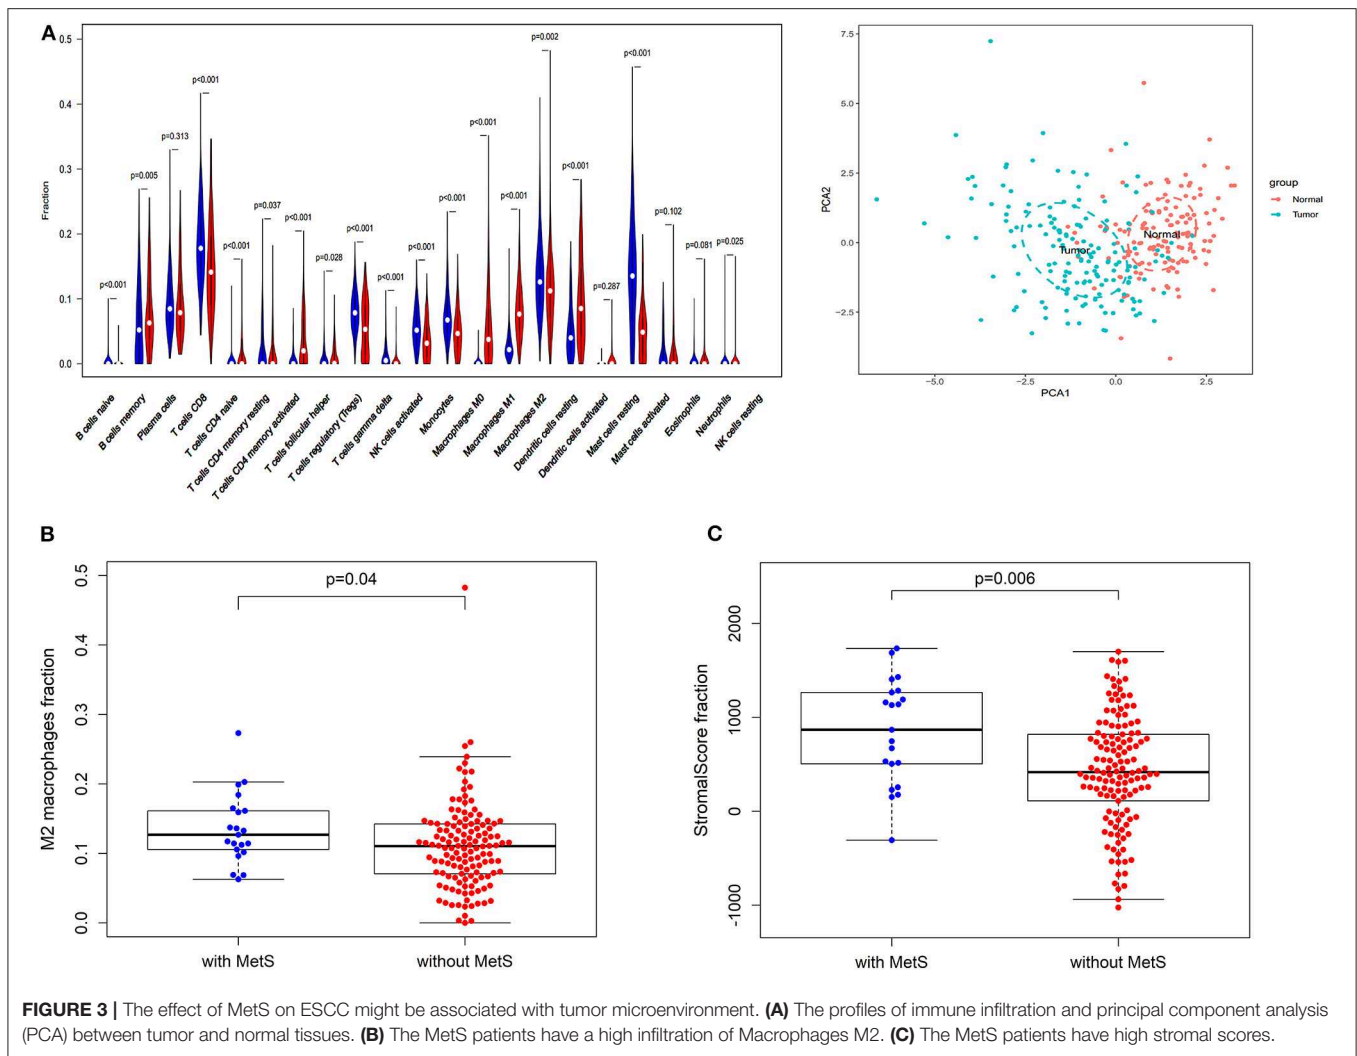 A
Fraction
0.5
0.4
0.3
0.2
0.1
0.0
p<0.001
p=0.005
p=0.313
p<0.001
p<0.001
p=0.037
p<0.001
p=0.028
p<0.001
p<0.001
p<0.001
p<0.001
p<0.001
p<0.001
p=0.002
p<0.001
p=0.287
p<0.001
p=0.102
p=0.081
p=0.025
B cells naive
B cells memory
Plasma cells
T cells CD8
T cells CD4 naive
T cells CD4 memory resting
T cells CD4 memory activated
T cells follicular helper
T cells regulatory (Tregs)
T cells gamma delta
NK cells activated
Monocytes
Macrophages M0
Macrophages M1
Macrophages M2
Dendritic cells resting
Dendritic cells activated
Mast cells resting
Mast cells activated
Eosinophils
Neutrophils
NK cells resting
PCA2
7.5
5.0
2.5
0.0
−2.5
Normal
Tumor
−5.0 −2.5 0.0 2.5
PCA1
group
Normal
Tumor
B
M2 macrophages fraction
0.5
0.4
0.3
0.2
0.1
0.0
p=0.04
with MetS without MetS
C
StromalScore fraction
2000
1000
0
-1000
p=0.006
with MetS without MetS
FIGURE 3 | The effect of MetS on ESCC might be associated with tumor microenvironment. (A) The profiles of immune infiltration and principal component analysis
(PCA) between tumor and normal tissues. (B) The MetS patients have a high infiltration of Macrophages M2. (C) The MetS patients have high stromal scores.